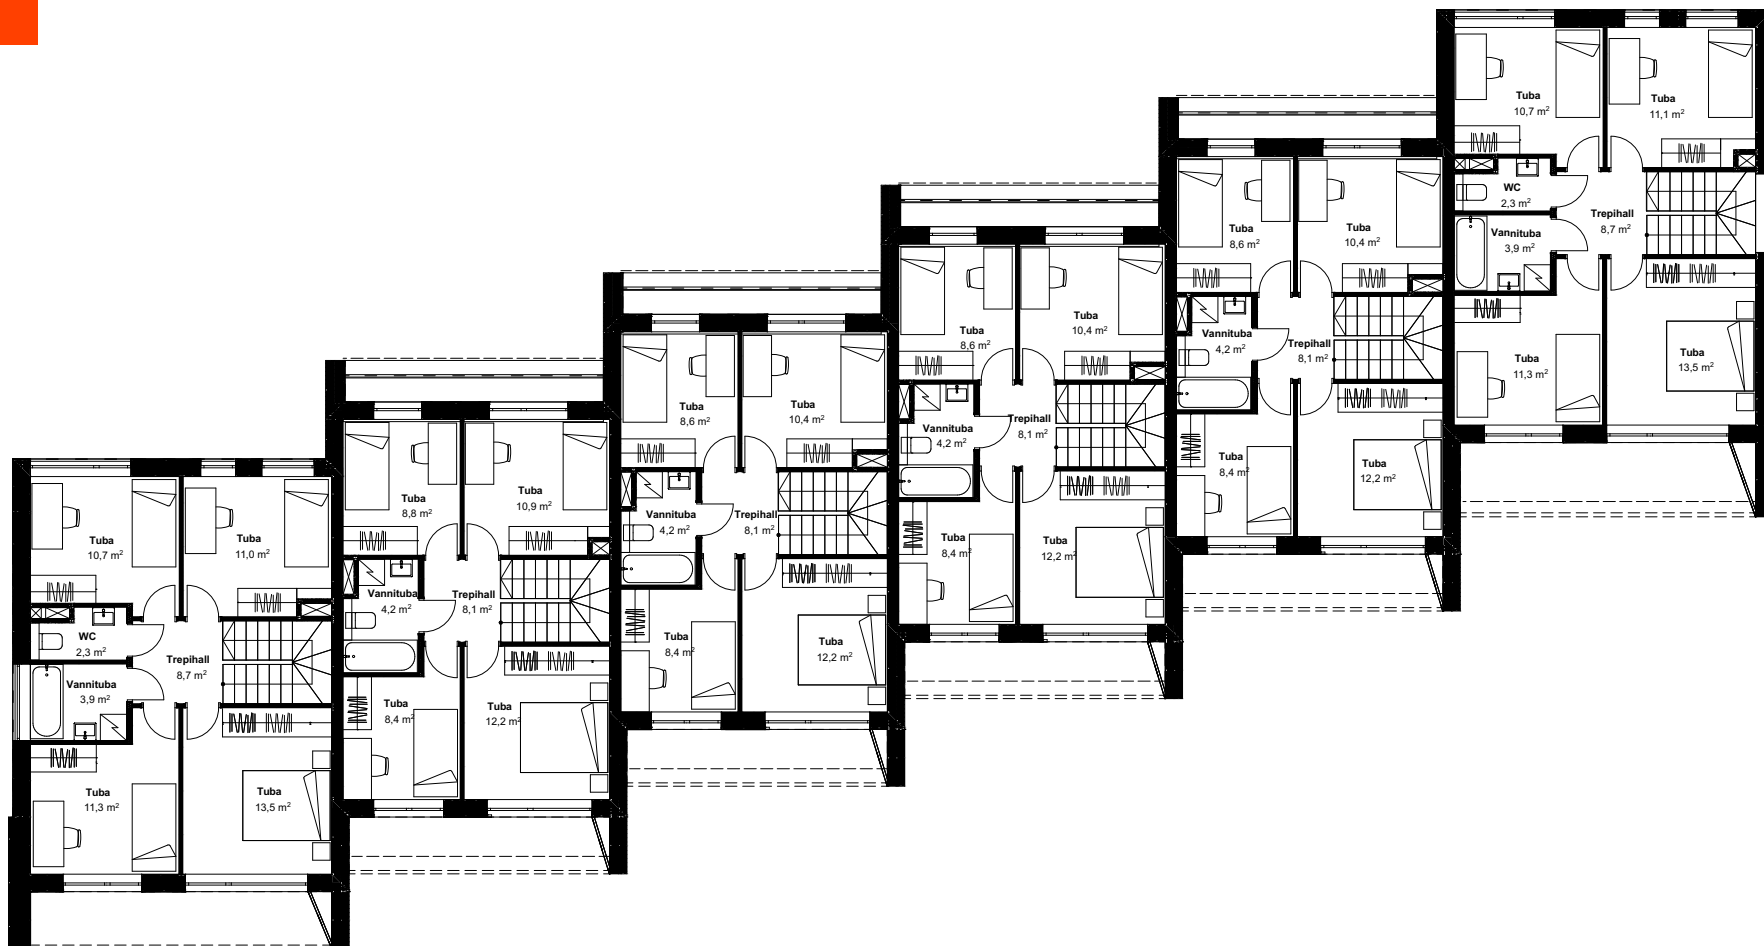 Tuba
10,7 m²
Tuba
11,0 m²
WC
2,3 m²
Trepihall
8,7 m²
Vannituba
3,9 m²
Tuba
11,3 m²
Tuba
13,5 m²
Tuba
8,8 m²
Tuba
10,9 m²
Vannituba
4,2 m²
Trepihall
8,1 m²
Tuba
8,4 m²
Tuba
12,2 m²
Tuba
8,6 m²
Tuba
10,4 m²
Vannituba
4,2 m²
Trepihall
8,1 m²
Tuba
8,4 m²
Tuba
12,2 m²
Tuba
8,6 m²
Tuba
10,4 m²
Vannituba
4,2 m²
Trepihall
8,1 m²
Tuba
8,4 m²
Tuba
12,2 m²
Tuba
8,6 m²
Tuba
10,4 m²
Vannituba
4,2 m²
Trepihall
8,1 m²
Tuba
8,4 m²
Tuba
12,2 m²
Tuba
10,7 m²
Tuba
11,1 m²
WC
2,3 m²
Trepihall
8,7 m²
Vannituba
3,9 m²
Tuba
11,3 m²
Tuba
13,5 m²